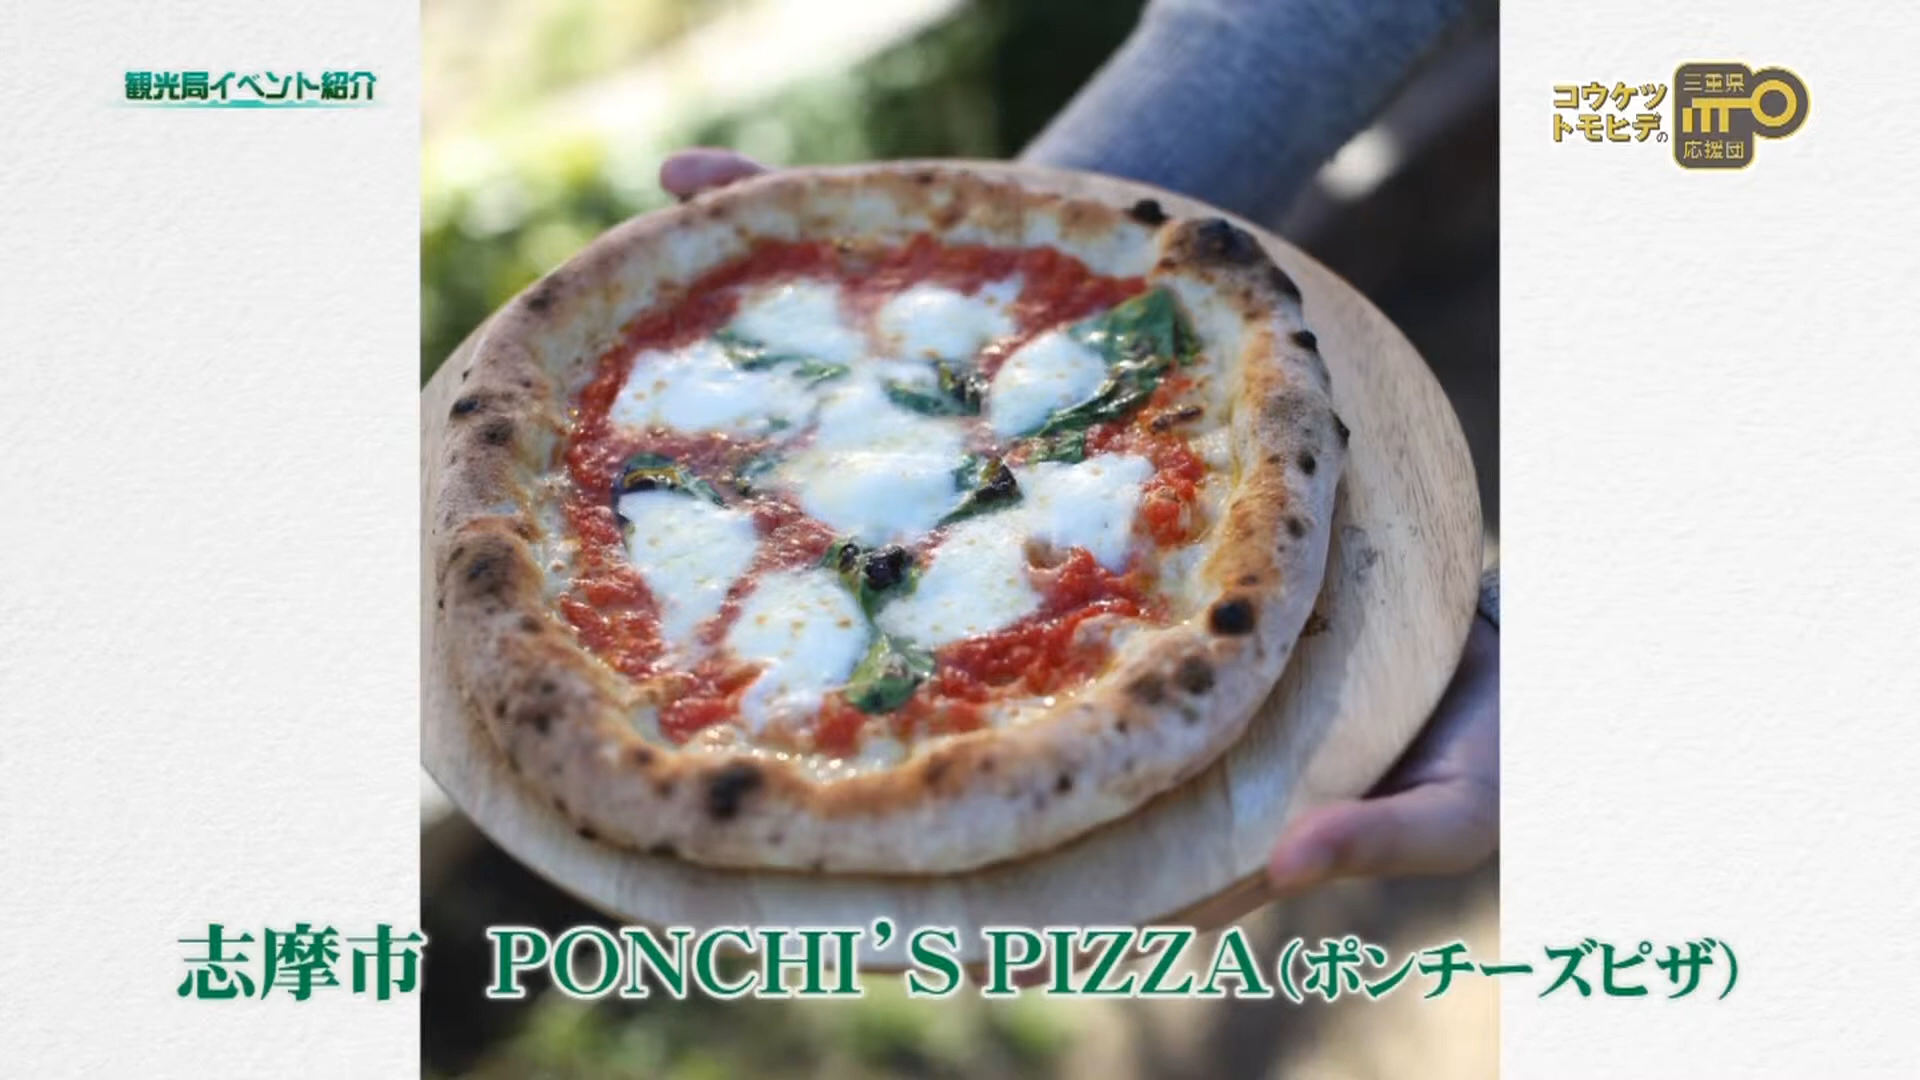 観光局イベント紹介
コウケツ
トモヒデの
三重県
応援団
志摩市 PONCHI'S PIZZA(ポンチーズピザ)